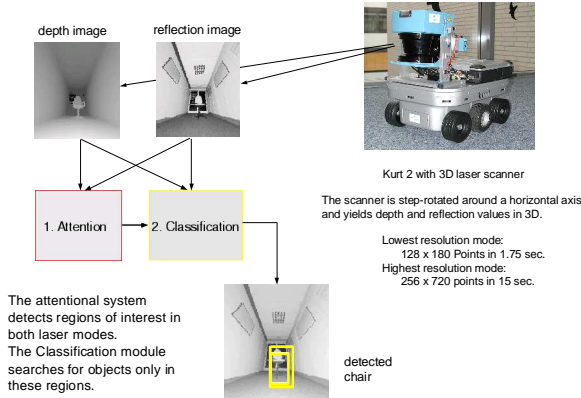 depth image
reflection image
Kurt 2 with 3D laser scanner
The scanner is step-rotated around a horizontal axis
and yields depth and reflection values in 3D.
Lowest resolution mode:
128 x 180 Points in 1.75 sec.
Highest resolution mode:
256 x 720 points in 15 sec.
1. Attention
2. Classification
The attentional system
detects regions of interest in
both laser modes.
The Classification module
searches for objects only in
these regions.
detected
chair